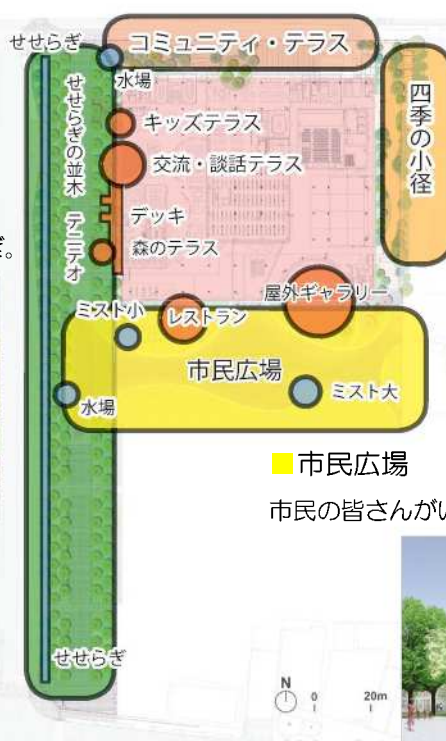 せせらぎ
コミュニティ・テラス
水場
せせらぎの並木
テニテオ
四季の小径
キッズテラス
交流・談話テラス
デッキ
森のテラス
ぎ。
屋外ギャラリー
ミスト小
レストラン
市民広場
ミスト大
水場
■市民広場
市民の皆さんがい
せせらぎ
N
0
20m